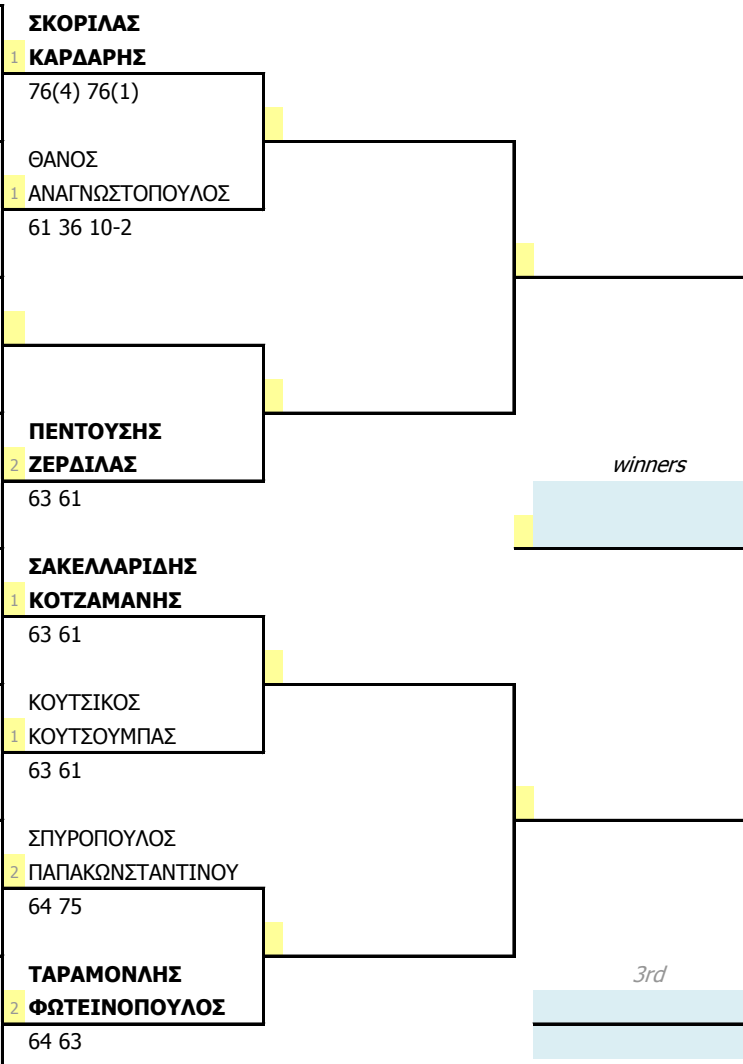 ΣΚΟΡΙΛΑΣ
1 ΚΑΡΔΑΡΗΣ
76(4) 76(1)
ΘΑΝΟΣ
1 ΑΝΑΓΝΩΣΤΟΠΟΥΛΟΣ
61 36 10-2
ΠΕΝΤΟΥΣΗΣ
2 ΖΕΡΔΙΛΑΣ
winners
63 61
ΣΑΚΕΛΛΑΡΙΔΗΣ
1 ΚΟΤΖΑΜΑΝΗΣ
63 61
ΚΟΥΤΣΙΚΟΣ
1 ΚΟΥΤΣΟΥΜΠΑΣ
63 61
ΣΠΥΡΟΠΟΥΛΟΣ
2 ΠΑΠΑΚΩΝΣΤΑΝΤΙΝΟΥ
64 75
ΤΑΡΑΜΟΝΛΗΣ
3rd
2 ΦΩΤΕΙΝΟΠΟΥΛΟΣ
64 63